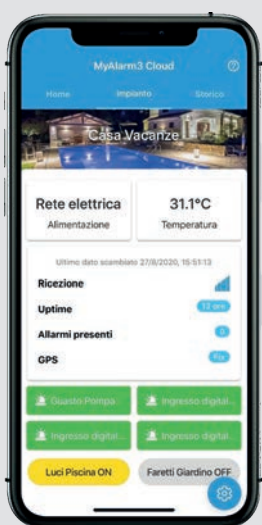 MyAlarm3 Cloud
Home Impianto Storico
Casa Vacanze
Rete elettrica
Alimentazione
31.1°C
Temperatura
Ultimo dato scambiato 27/8/2020, 15:51:13
Ricezione
Uptime 12 ore
Allarmi presenti 0
GPS Fix
Guasto Pompa Ingresso digital...
Ingresso digital... Ingresso digital...
Luci Piscina ON Faretti Giardino OFF